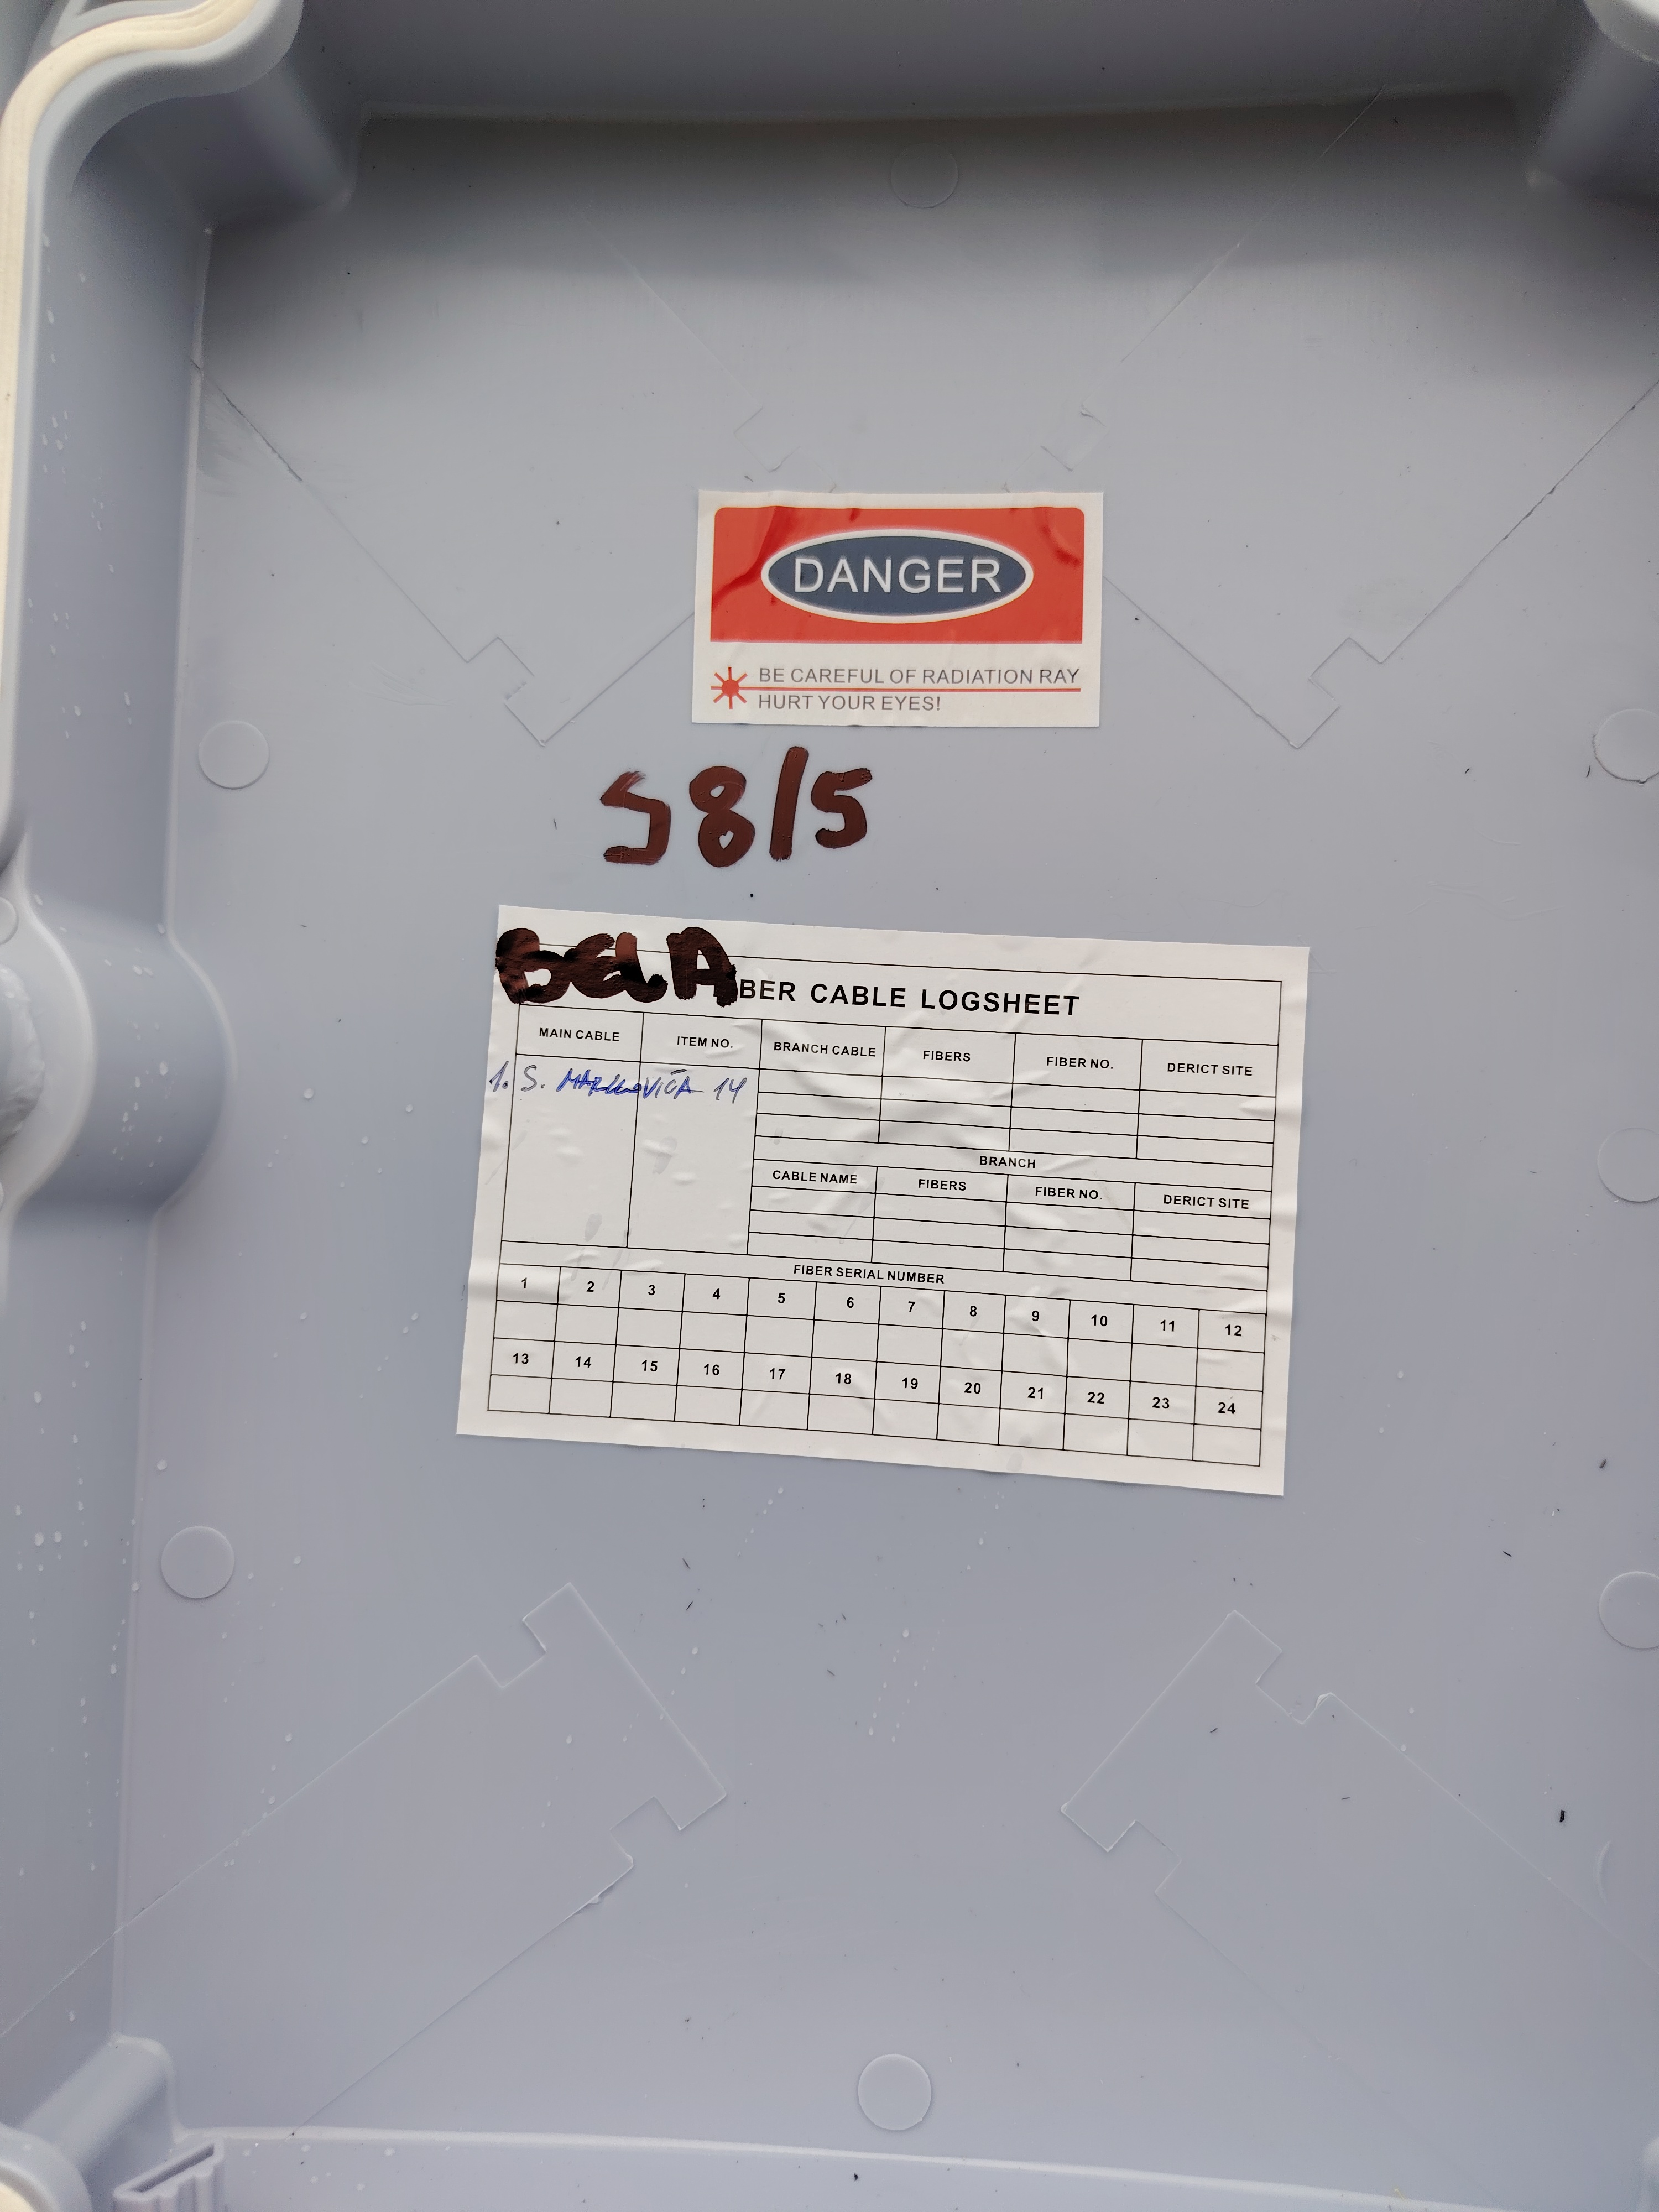 DANGER
BE CAREFUL OF RADIATION RAY
HURT YOUR EYES!
S8/5
BELA
BER CABLE LOGSHEET
MAIN CABLE ITEM NO. BRANCH CABLE FIBERS FIBER NO. DERICT SITE
1. S. MARKOVIĆA 14
BRANCH
CABLE NAME FIBERS FIBER NO. DERICT SITE
FIBER SERIAL NUMBER
1 2 3 4 5 6 7 8 9 10 11 12
13 14 15 16 17 18 19 20 21 22 23 24